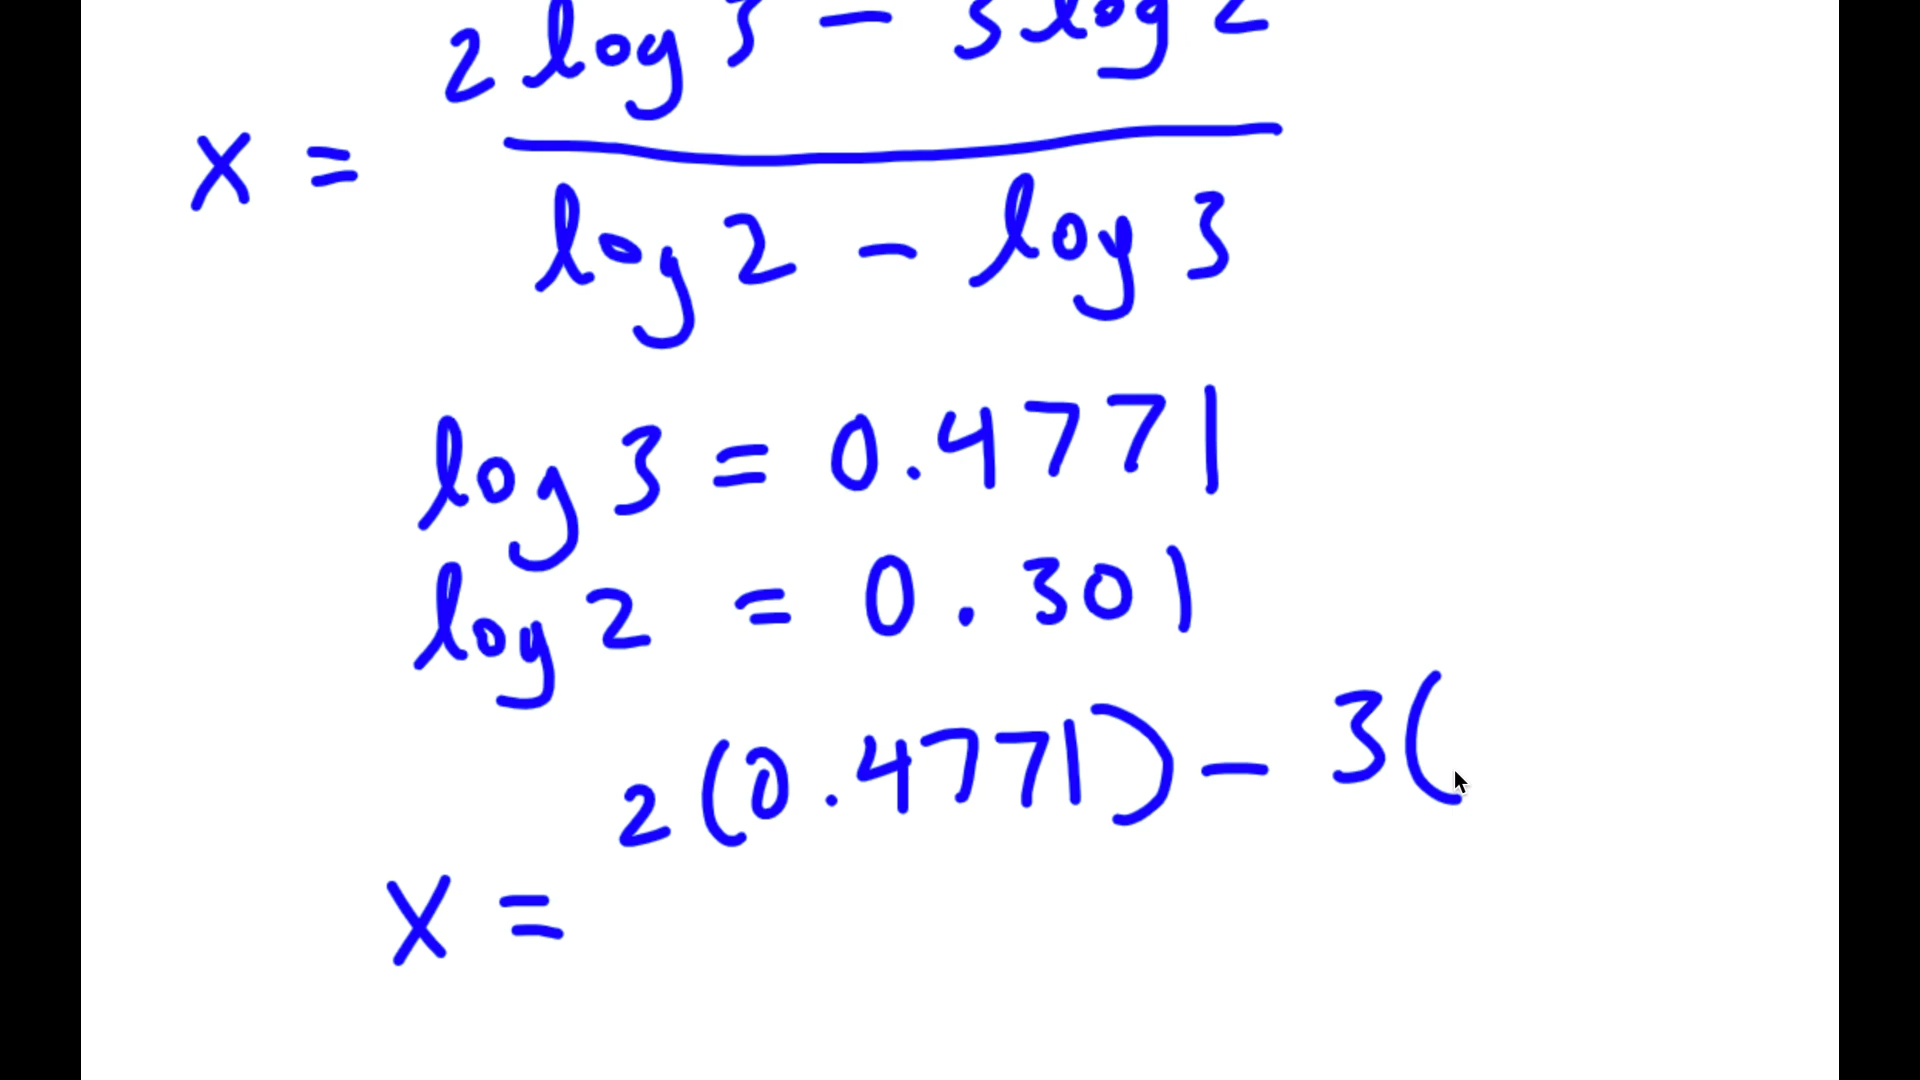 2 log 3 - 3 log 2
x =
log 2 - log 3
log 3 = 0.4771
log 2 = 0.301
2(0.4771) - 3(
x =